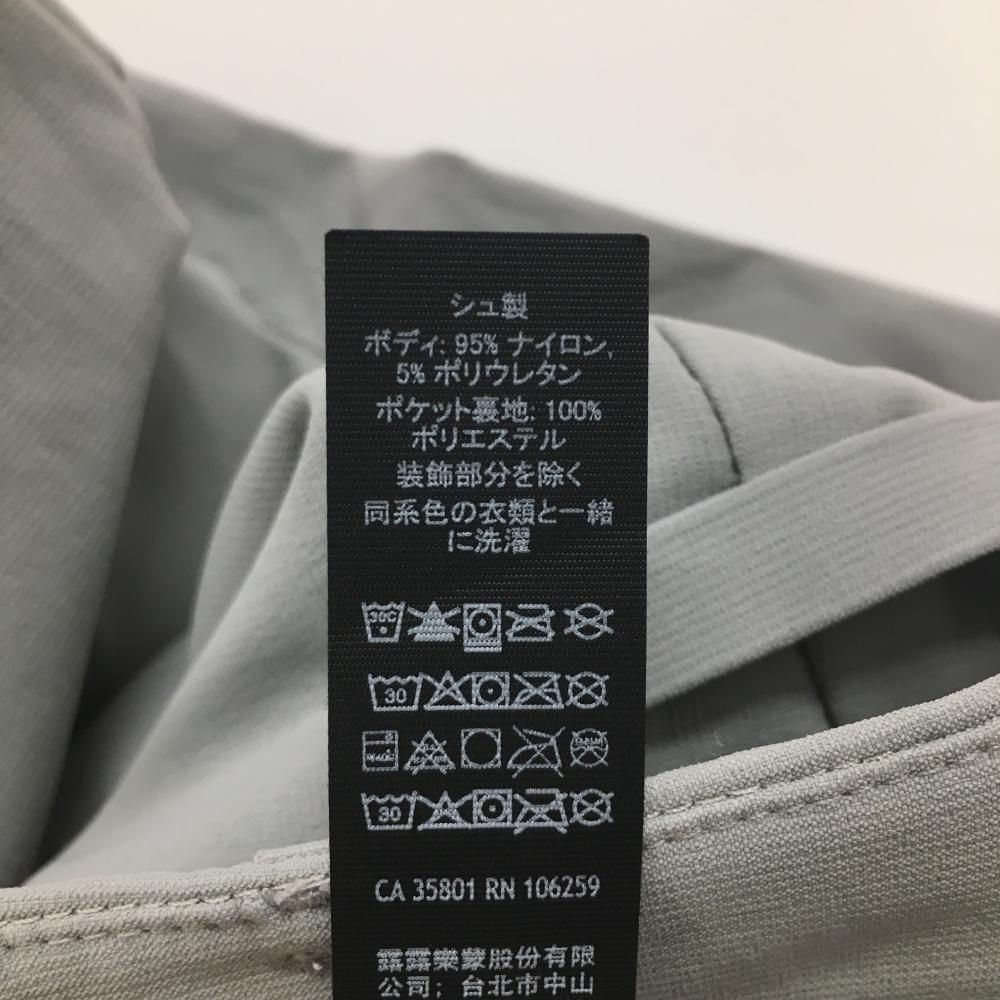 シュ製
ボディ: 95% ナイロン,
5% ポリウレタン
ポケット裏地: 100%
ポリエステル
装飾部分を除く
同系色の衣類と一緒
に洗濯
30C
30
30
CA 35801 RN 106259
露露樂蒙股份有限
公司; 台北市中山